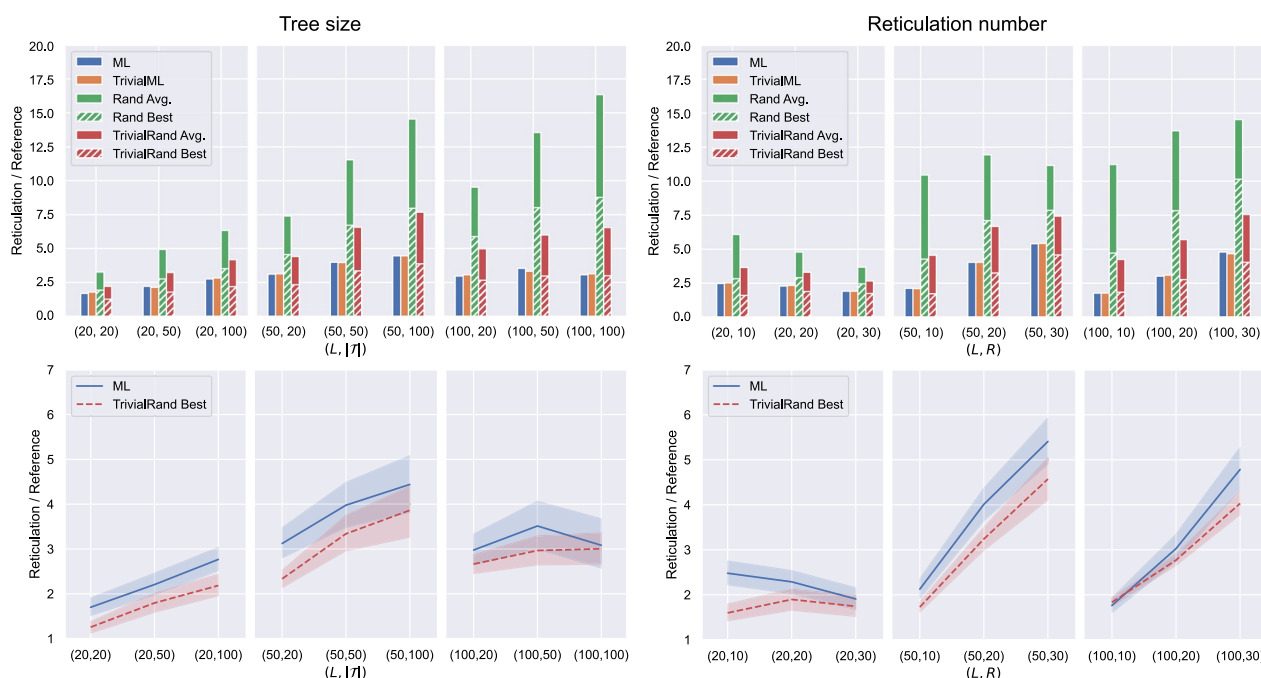 Tree size
Reticulation number
20.0
17.5
15.0
12.5
10.0
7.5
5.0
2.5
0.0
Reticulation / Reference
ML
TrivialML
Rand Avg.
Rand Best
TrivialRand Avg.
TrivialRand Best
(20, 20) (20, 50) (20, 100) (50, 20) (50, 50) (50, 100) (100, 20) (100, 50) (100, 100)
(L, |𝒯|)
20.0
17.5
15.0
12.5
10.0
7.5
5.0
2.5
0.0
Reticulation / Reference
ML
TrivialML
Rand Avg.
Rand Best
TrivialRand Avg.
TrivialRand Best
(20, 10) (20, 20) (20, 30) (50, 10) (50, 20) (50, 30) (100, 10) (100, 20) (100, 30)
(L, R)
7
6
5
4
3
2
1
Reticulation / Reference
ML
TrivialRand Best
(20,20) (20,50) (20,100) (50,20) (50,50) (50,100) (100,20) (100,50) (100,100)
(L, |𝒯|)
7
6
5
4
3
2
1
Reticulation / Reference
ML
TrivialRand Best
(20,10) (20,20) (20,30) (50,10) (50,20) (50,30) (100,10) (100,20) (100,30)
(L, R)